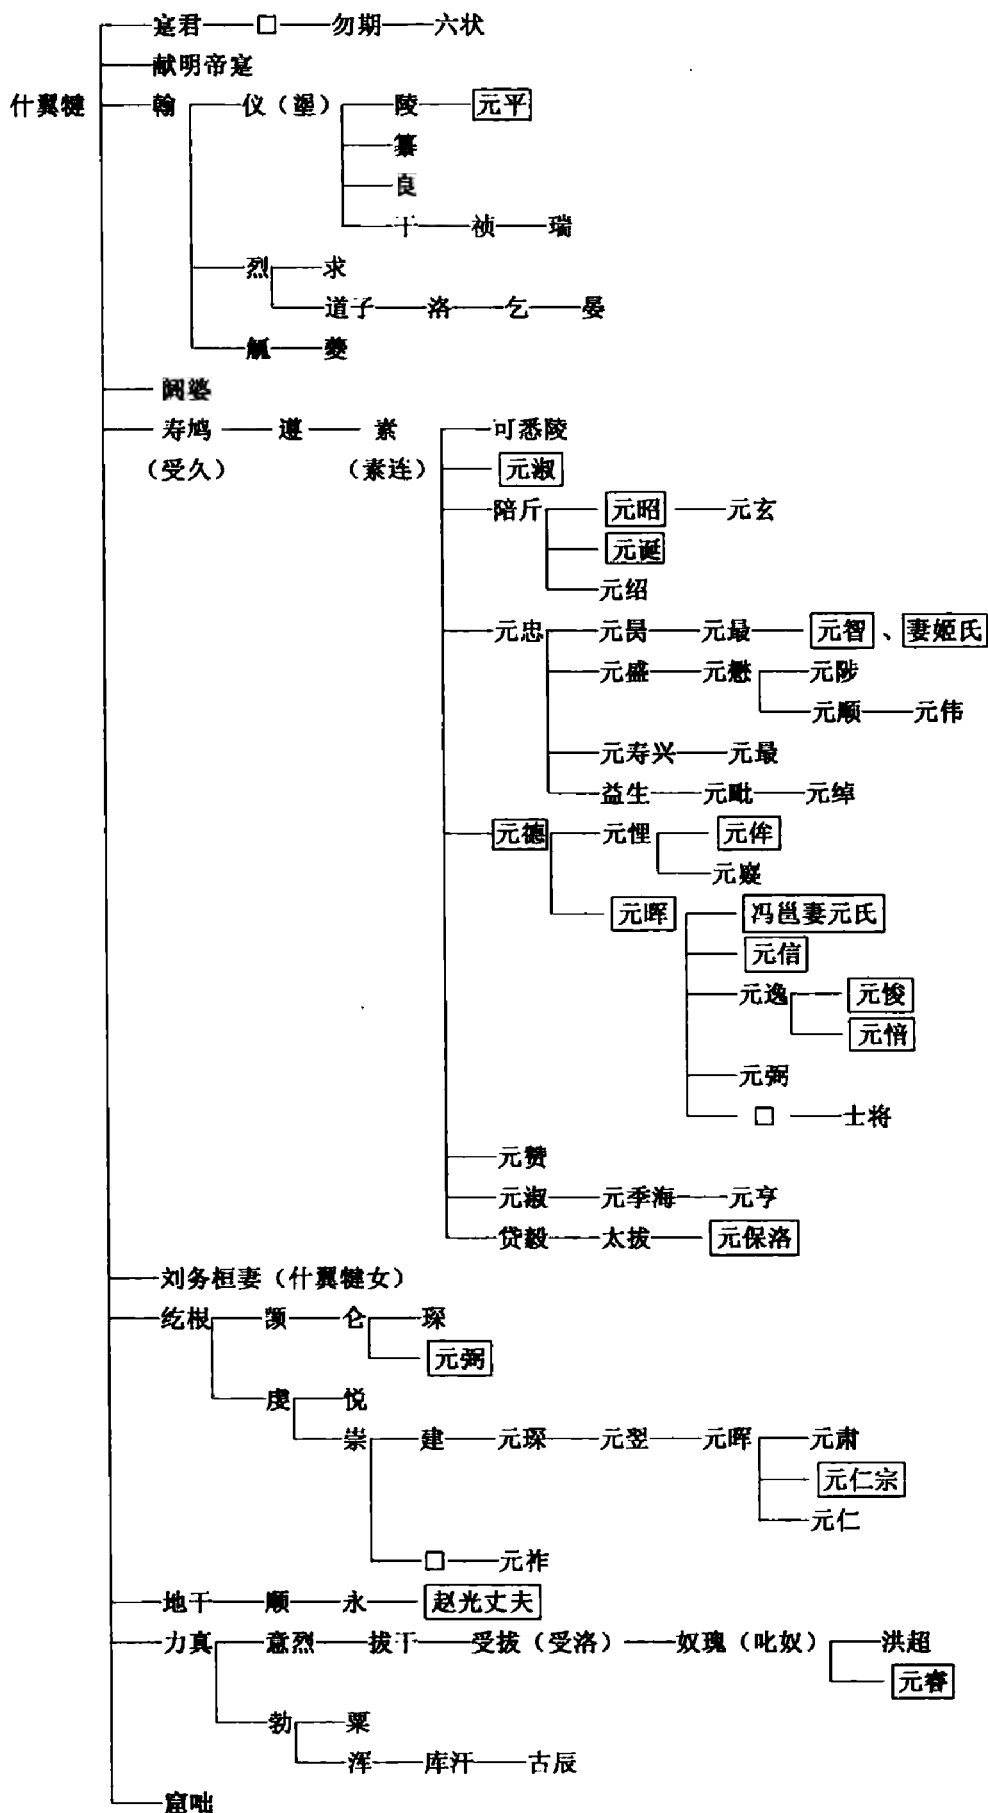 寔君 □ 勿期 六状
献明帝寔
什翼犍 翰 仪（觚） 陵 元平
纂
良
干 祯 瑞
烈 求
道子 洛 乞 晏
觚 夔
阏婆
寿鸠 遵 素 可悉陵
（受久） （素连） 元淑
陪斤 元昭 元玄
元诞
元绍
元忠 元昺 元最 元智、妻姬氏
元盛 元懋 元陟
元顺 元伟
元寿兴 元最
益生 元毗 元绰
元德 元悝 元侔
元嶷
元晖 冯邕妻元氏
元信
元逸 元悛
元愔
元弼
□ 士将
元赞
元淑 元季海 元亨
贷毅 太拔 元保洛
刘务桓妻（什翼犍女）
纥根 颉 仑 琛
元弼
虔 悦
崇 建 元琛 元翌 元晖 元肃
元仁宗
元仁
□ 元祚
地干 顺 永 赵光丈夫
力真 意烈 拔干 受拔（受洛） 奴瑰（叱奴） 洪超
元睿
勃 粟
浑 库汗 古辰
窟咄